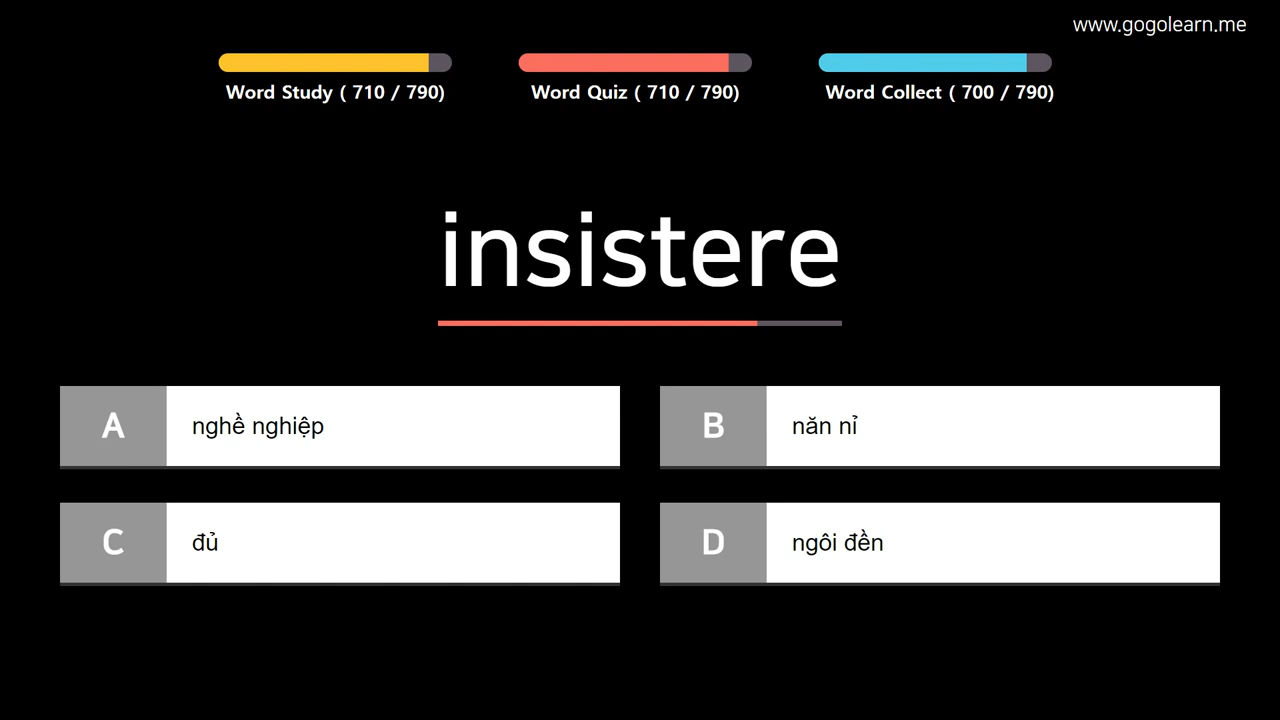 www.gogolearn.me
Word Study ( 710 / 790)
Word Quiz ( 710 / 790)
Word Collect ( 700 / 790)
insistere
A nghề nghiệp
B năn nỉ
C đủ
D ngôi đền